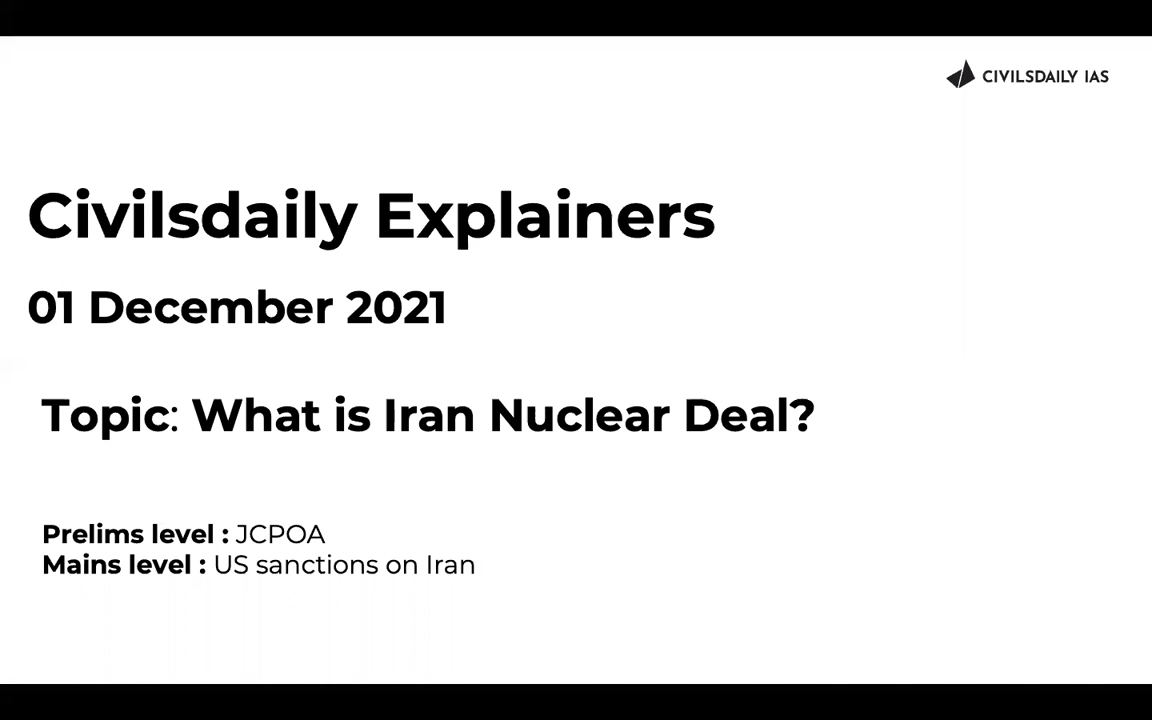 CIVILSDAILY IAS
Civilsdaily Explainers
01 December 2021
Topic: What is Iran Nuclear Deal?
Prelims level : JCPOA
Mains level : US sanctions on Iran